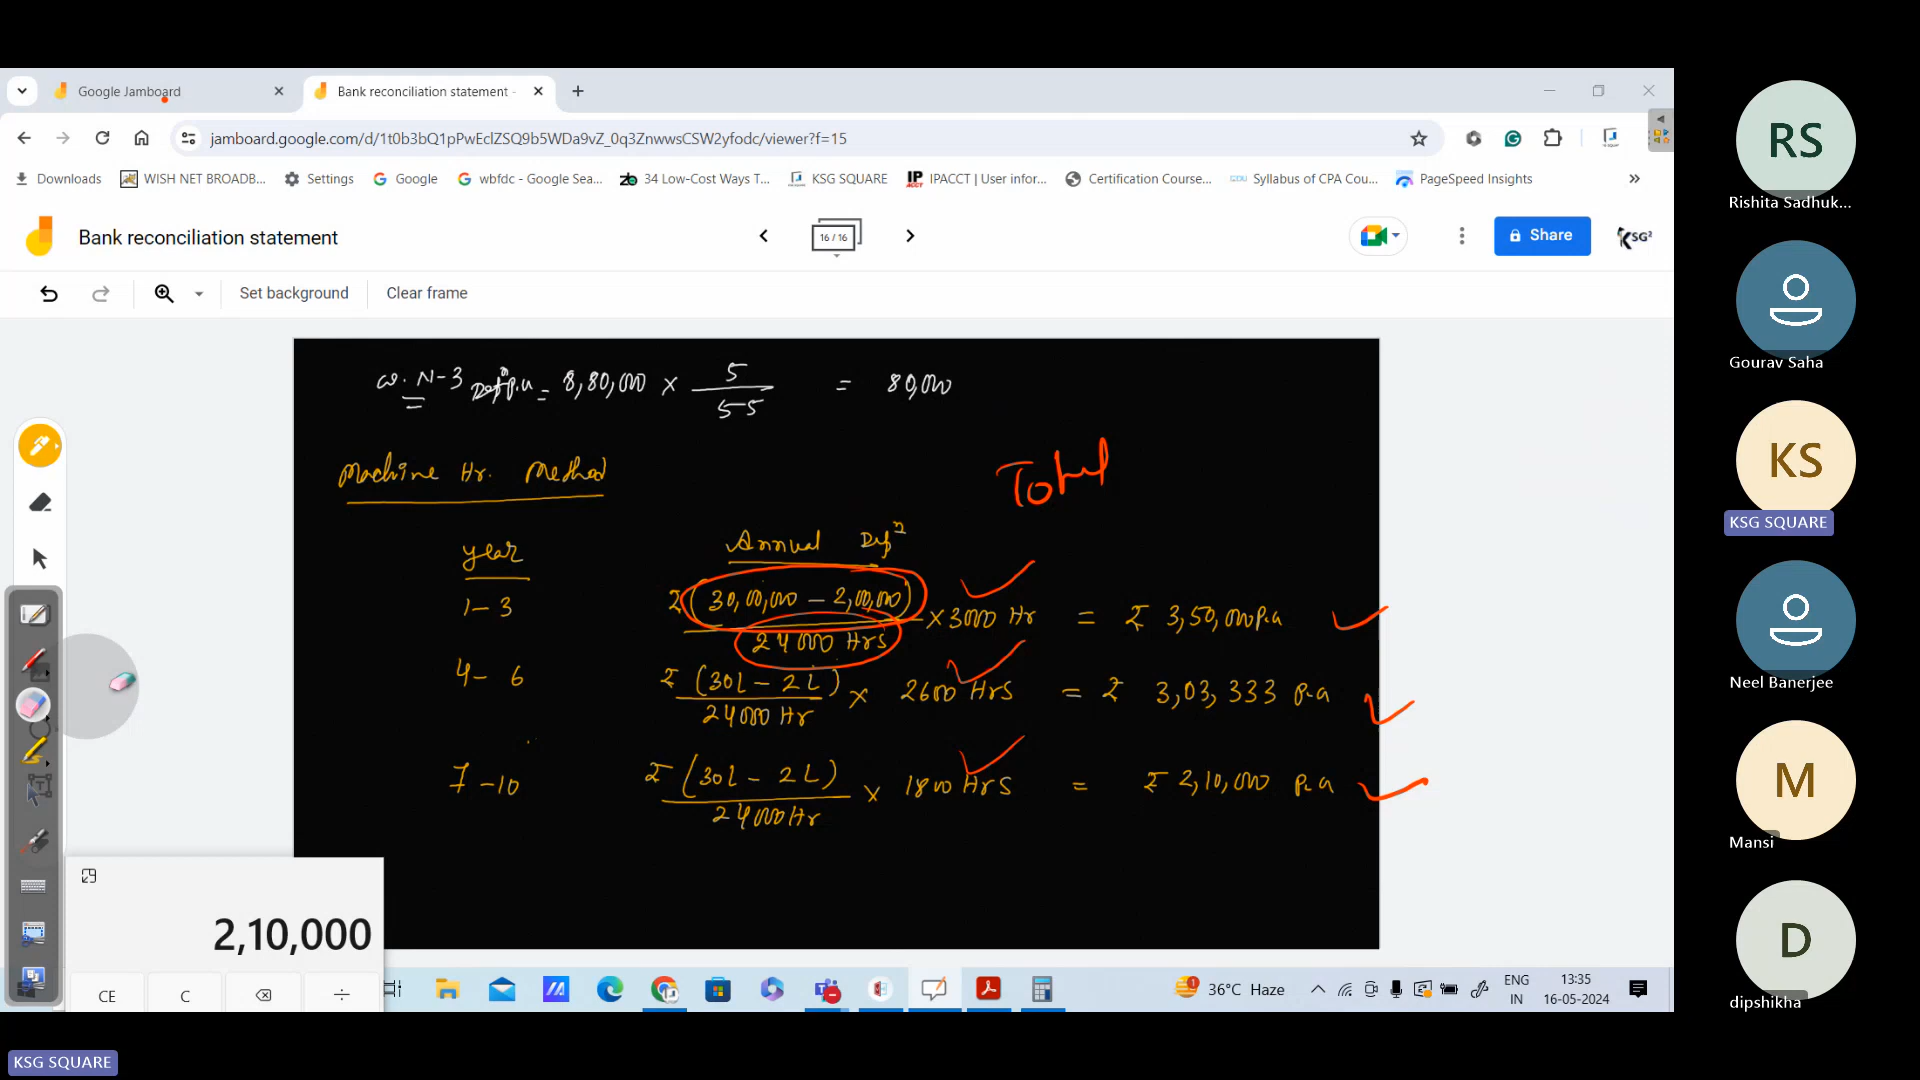 Google Jamboard
Bank reconciliation statement -
jamboard.google.com/d/1t0b3bQ1pPwEclZSQ9b5WDa9vZ_0q3ZnwwsCSW2yfodc/viewer?f=15
Downloads WISH NET BROADB... Settings Google wbfdc - Google Sea... 34 Low-Cost Ways T... KSG SQUARE IPACCT | User infor... Certification Course... Syllabus of CPA Cou... PageSpeed Insights
Bank reconciliation statement
16 / 16
Share
KSG²
Set background Clear frame
W.N-3 Depⁿ p.a = 8,80,000 × 5/55 = 80,000
Machine Hr. Method
Total
Year Annual Depⁿ
1-3 ₹ (30,00,000 - 2,00,000)/24000 Hrs × 3000 Hr = ₹ 3,50,000 p.a
4-6 ₹ (30L - 2L)/24000 Hr × 2600 Hrs = ₹ 3,03,333 p.a
7-10 ₹ (30L - 2L)/24000 Hr × 1800 Hrs = ₹ 2,10,000 p.a
2,10,000
CE C ⌫ ÷
36°C Haze
ENG
IN
13:35
16-05-2024
RS
Rishita Sadhuk...
Gourav Saha
KS
KSG SQUARE
Neel Banerjee
M
Mansi
D
dipshikha
KSG SQUARE